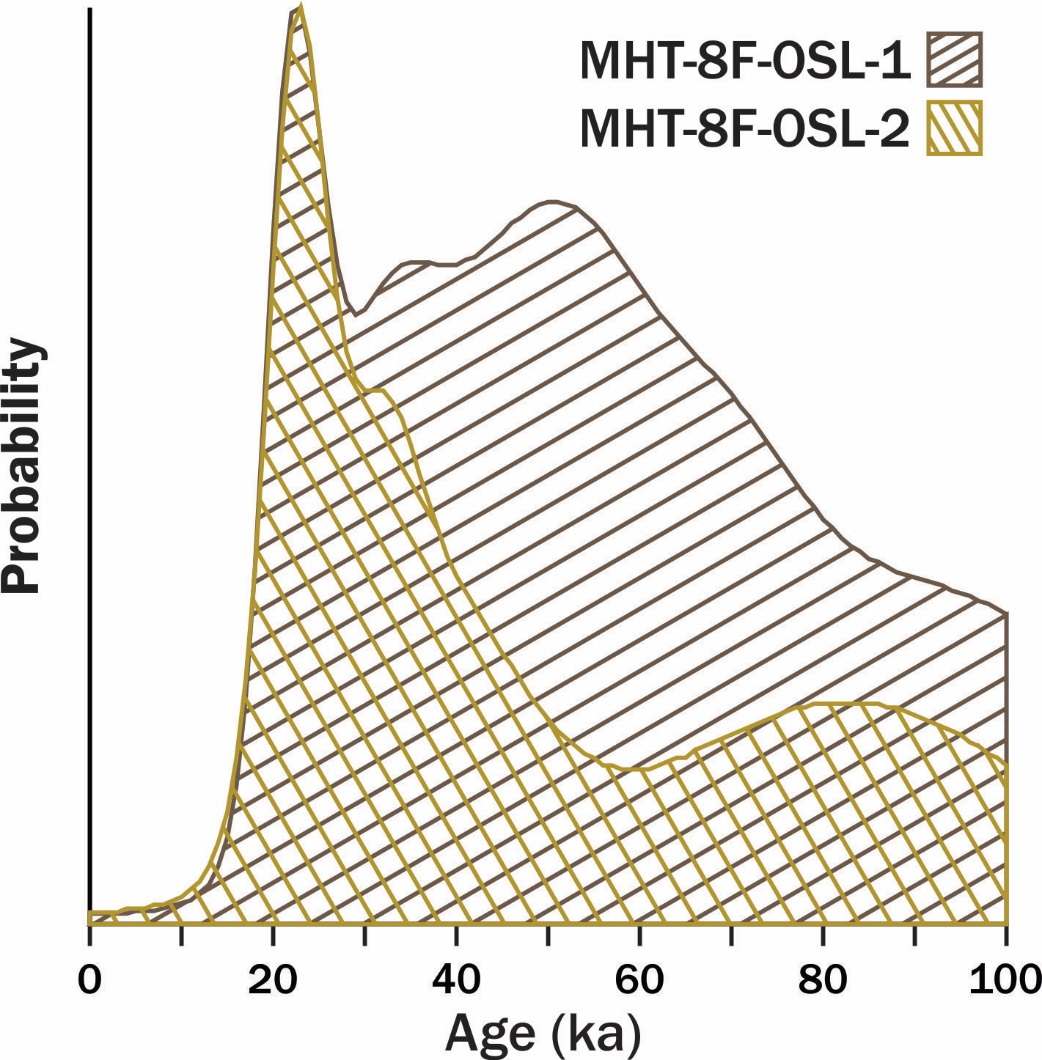 MHT-8F-OSL-1
MHT-8F-OSL-2
Probability
0 20 40 60 80 100
Age (ka)